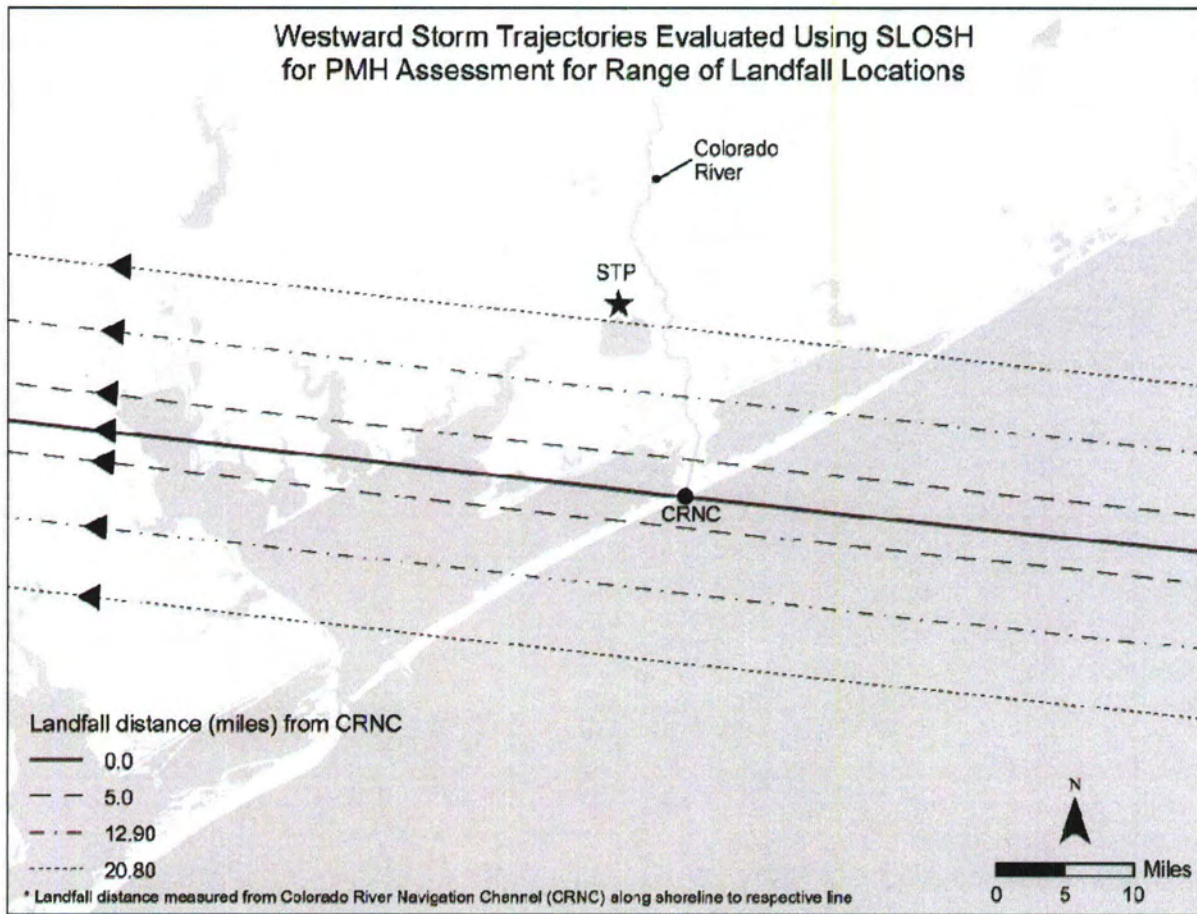 Westward Storm Trajectories Evaluated Using SLOSH
for PMH Assessment for Range of Landfall Locations
Colorado
River
STP
CRNC
Landfall distance (miles) from CRNC
0.0
5.0
12.90
20.80
N
Miles
0 5 10
* Landfall distance measured from Colorado River Navigation Channel (CRNC) along shoreline to respective line